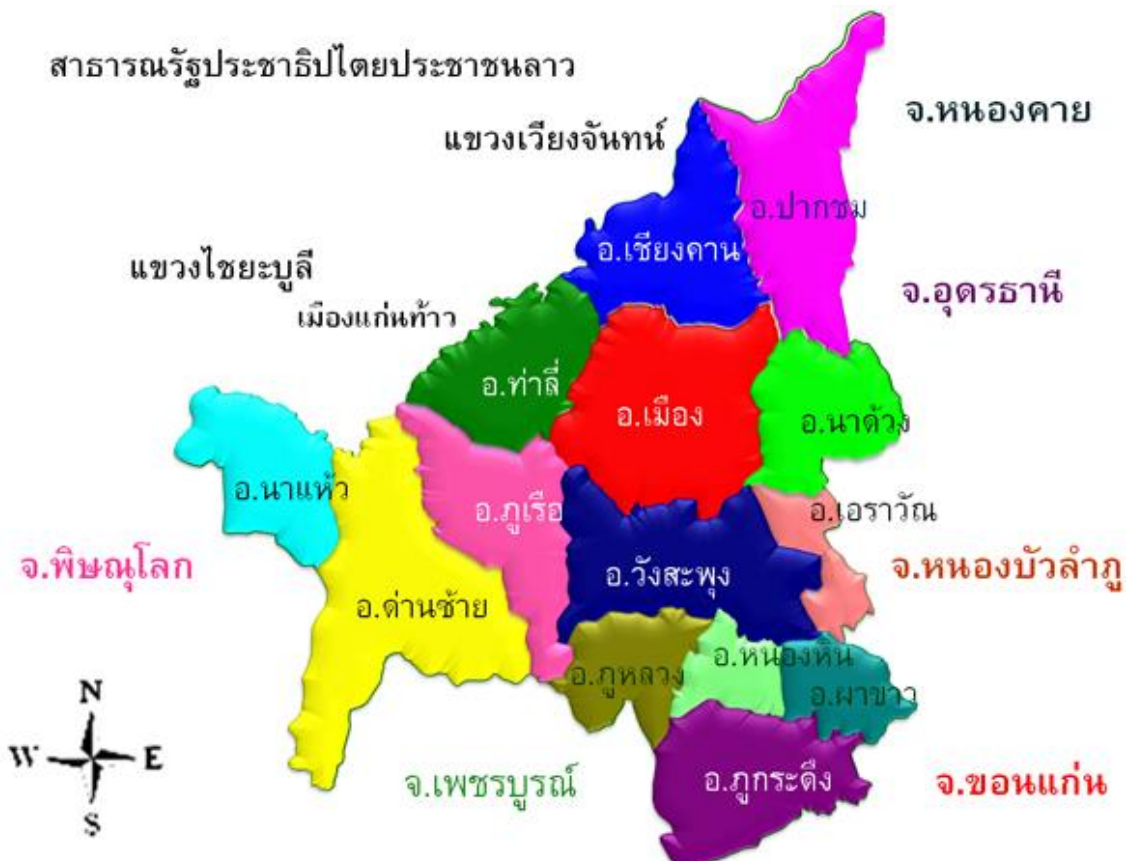 สาธารณรัฐประชาธิปไตยประชาชนลาว
แขวงเวียงจันทน์
จ.หนองคาย
อ.ปากชม
อ.เชียงคาน
แขวงไชยะบูลี
จ.อุดรธานี
เมืองแก่นท้าว
อ.ท่าลี่
อ.เมือง
อ.นาด้วง
อ.นาแห้ว
อ.ภูเรือ
อ.เอราวัณ
จ.พิษณุโลก
อ.วังสะพุง
จ.หนองบัวลำภู
อ.ด่านซ้าย
อ.หนองหิน
อ.ภูหลวง
อ.ผาขาว
N
W
E
S
จ.เพชรบูรณ์
อ.ภูกระดึง
จ.ขอนแก่น